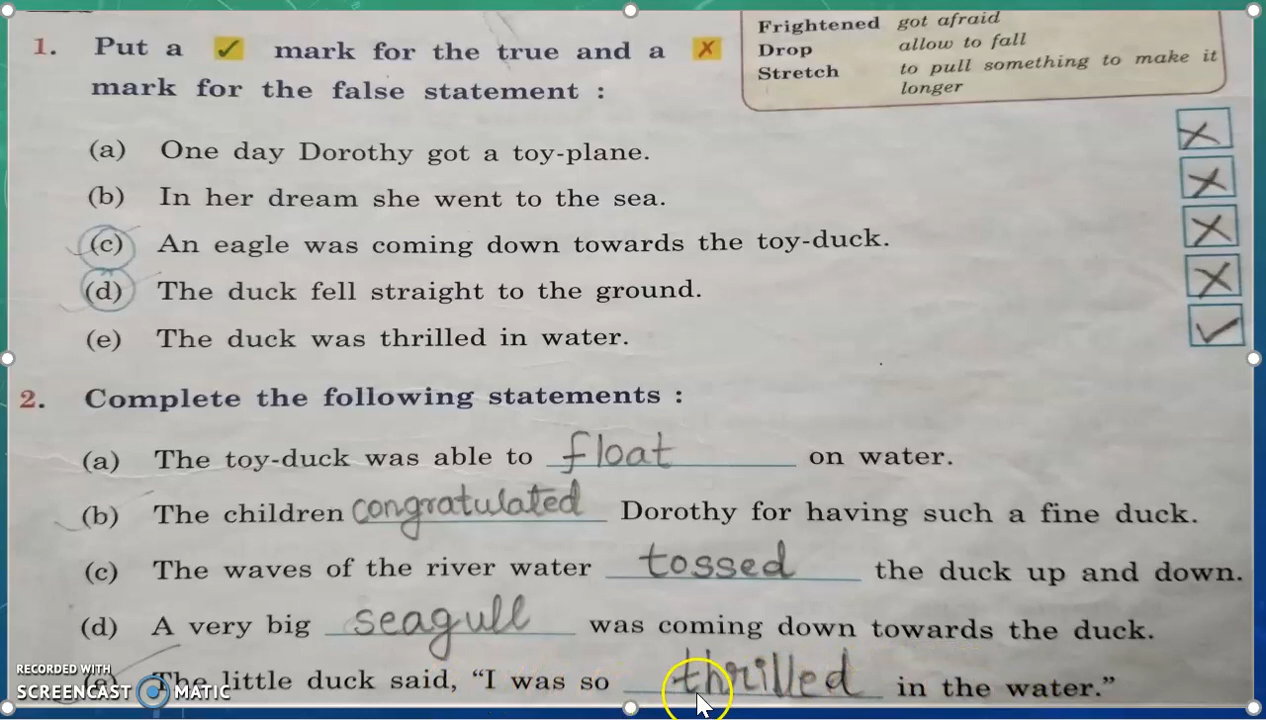 Frightened got afraid
Drop allow to fall
Stretch to pull something to make it
longer
1. Put a ✓ mark for the true and a ✗
mark for the false statement :
(a) One day Dorothy got a toy-plane. ✗
(b) In her dream she went to the sea. ✗
(c) An eagle was coming down towards the toy-duck. ✗
(d) The duck fell straight to the ground. ✗
(e) The duck was thrilled in water. ✓
2. Complete the following statements :
(a) The toy-duck was able to float on water.
(b) The children congratulated Dorothy for having such a fine duck.
(c) The waves of the river water tossed the duck up and down.
(d) A very big seagull was coming down towards the duck.
(e) The little duck said, "I was so thrilled in the water."
RECORDED WITH
SCREENCAST MATIC